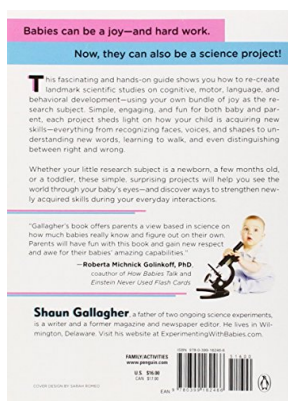 Babies can be a joy—and hard work.
Now, they can also be a science project!
This fascinating and hands-on guide shows you how to re-create
landmark scientific studies on cognitive, motor, language, and
behavioral development—using your own bundle of joy as the re-
search subject. Simple, engaging, and fun for both baby and par-
ent, each project sheds light on how your child is acquiring new
skills—everything from recognizing faces, voices, and shapes to un-
derstanding new words, learning to walk, and even distinguishing
between right and wrong.
Whether your little research subject is a newborn, a few months old,
or a toddler, these simple, surprising projects will help you see the
world through your baby's eyes—and discover ways to strengthen new-
ly acquired skills during your everyday interactions.
"Gallagher's book offers parents a view based in science on
how much babies really know and figure out on their own.
Parents will have fun with this book and gain new respect
and awe for their babies' amazing capabilities."
—Roberta Michnick Golinkoff, PhD,
coauthor of How Babies Talk and
Einstein Never Used Flash Cards
Shaun Gallagher, a father of two ongoing science experiments,
is a writer and a former magazine and newspaper editor. He lives in Wil-
mington, Delaware. Visit his website at ExperimentingWithBabies.com.
FAMILY/ACTIVITIES
www.penguin.com
U.S. $16.00
CAN $17.00
COVER DESIGN BY SARAH ROMEO